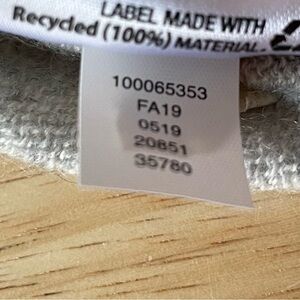 LABEL MADE WITH
Recycled (100%) MATERIAL.
100065353
FA19
0519
20851
35780